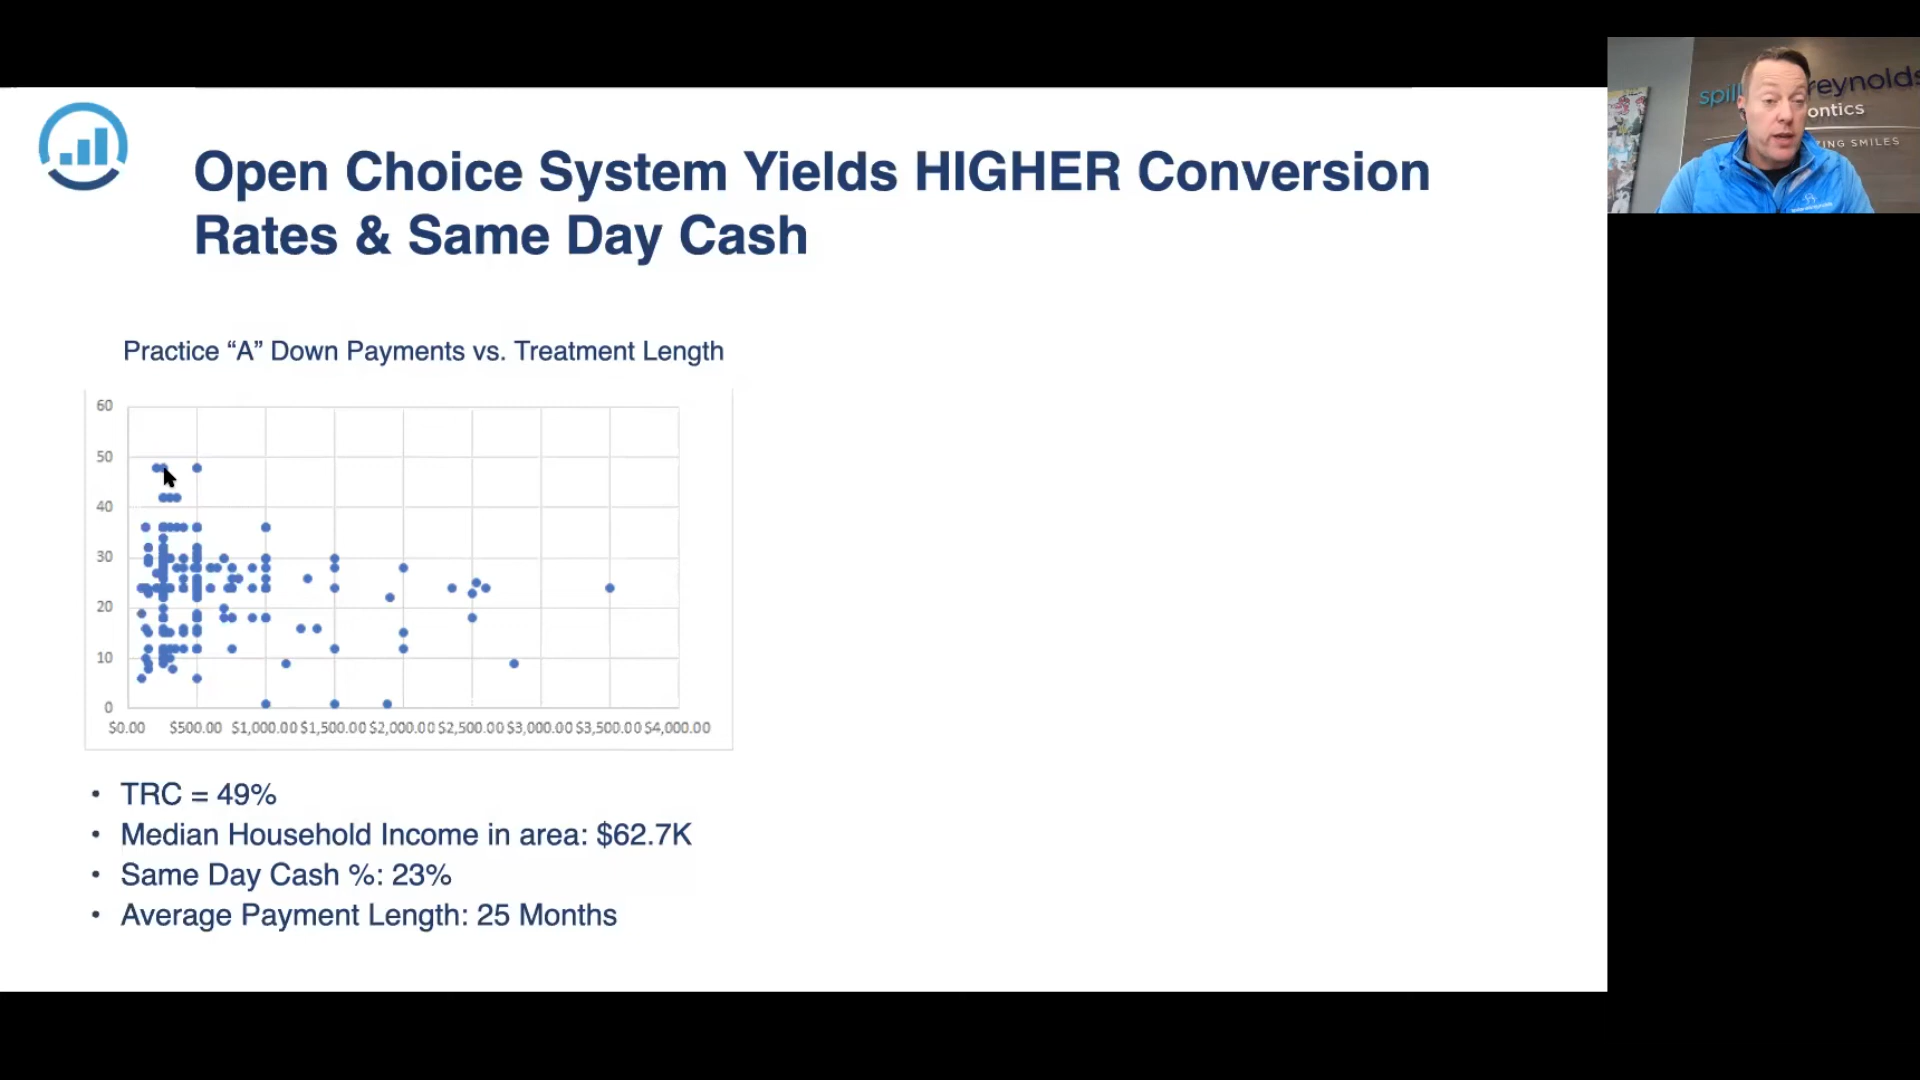 Open Choice System Yields HIGHER Conversion
Rates & Same Day Cash
Practice “A” Down Payments vs. Treatment Length
60
50
40
30
20
10
0
$0.00 $500.00 $1,000.00 $1,500.00 $2,000.00 $2,500.00 $3,000.00 $3,500.00 $4,000.00
• TRC = 49%
• Median Household Income in area: $62.7K
• Same Day Cash %: 23%
• Average Payment Length: 25 Months
reynolds
ontics
SMILES